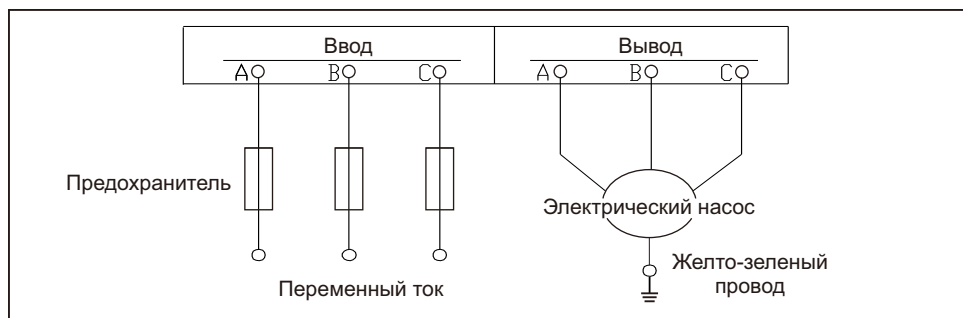 Ввод Вывод
A B C A B C
Предохранитель
Электрический насос
Переменный ток
Желто-зеленый
провод